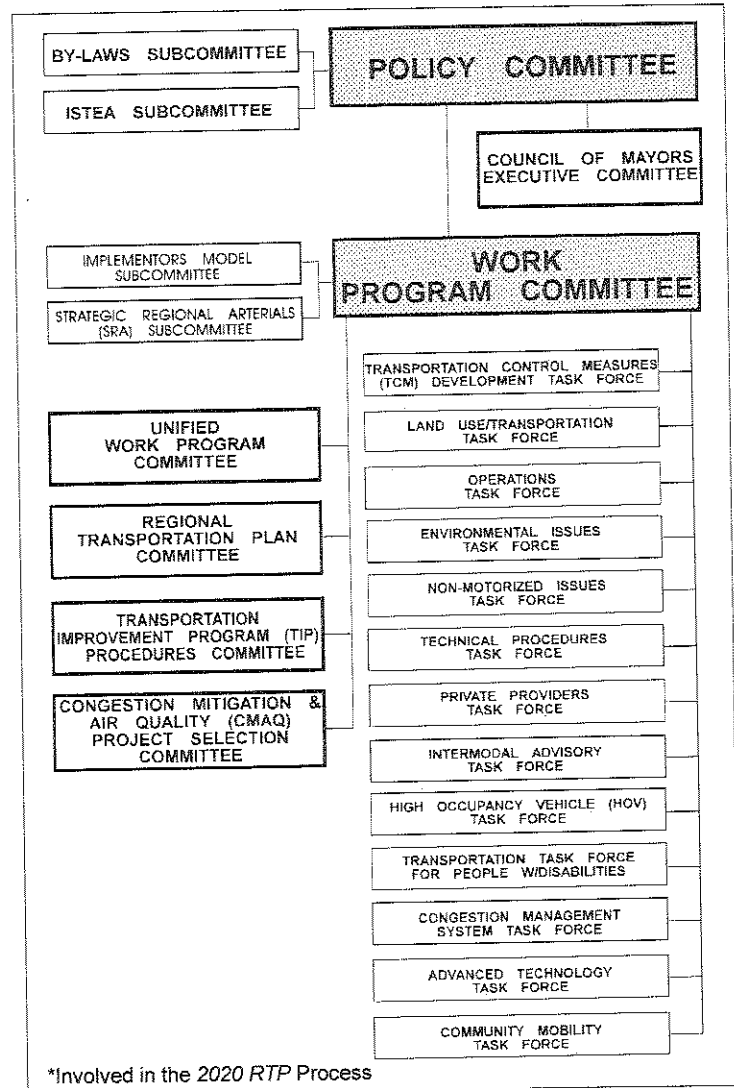 BY-LAWS SUBCOMMITTEE
ISTEA SUBCOMMITTEE
POLICY COMMITTEE
COUNCIL OF MAYORS
EXECUTIVE COMMITTEE
IMPLEMENTORS MODEL
SUBCOMMITTEE
STRATEGIC REGIONAL ARTERIALS
(SRA) SUBCOMMITTEE
WORK
PROGRAM COMMITTEE
UNIFIED
WORK PROGRAM
COMMITTEE
REGIONAL
TRANSPORTATION PLAN
COMMITTEE
TRANSPORTATION
IMPROVEMENT PROGRAM (TIP)
PROCEDURES COMMITTEE
CONGESTION MITIGATION &
AIR QUALITY (CMAQ)
PROJECT SELECTION
COMMITTEE
TRANSPORTATION CONTROL MEASURES
(TCM) DEVELOPMENT TASK FORCE
LAND USE/TRANSPORTATION
TASK FORCE
OPERATIONS
TASK FORCE
ENVIRONMENTAL ISSUES
TASK FORCE
NON-MOTORIZED ISSUES
TASK FORCE
TECHNICAL PROCEDURES
TASK FORCE
PRIVATE PROVIDERS
TASK FORCE
INTERMODAL ADVISORY
TASK FORCE
HIGH OCCUPANCY VEHICLE (HOV)
TASK FORCE
TRANSPORTATION TASK FORCE
FOR PEOPLE W/DISABILITIES
CONGESTION MANAGEMENT
SYSTEM TASK FORCE
ADVANCED TECHNOLOGY
TASK FORCE
COMMUNITY MOBILITY
TASK FORCE
*Involved in the 2020 RTP Process